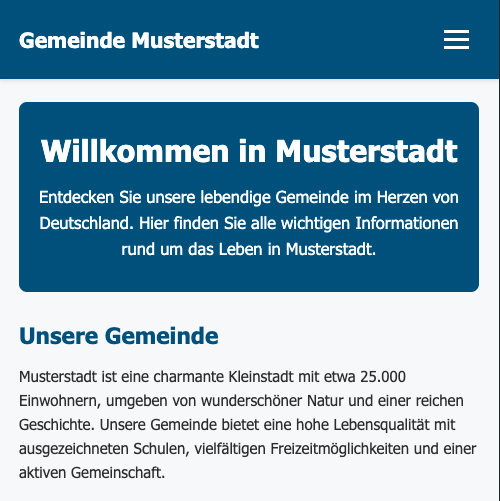 Gemeinde Musterstadt
Willkommen in Musterstadt
Entdecken Sie unsere lebendige Gemeinde im Herzen von
Deutschland. Hier finden Sie alle wichtigen Informationen
rund um das Leben in Musterstadt.
Unsere Gemeinde
Musterstadt ist eine charmante Kleinstadt mit etwa 25.000
Einwohnern, umgeben von wunderschöner Natur und einer reichen
Geschichte. Unsere Gemeinde bietet eine hohe Lebensqualität mit
ausgezeichneten Schulen, vielfältigen Freizeitmöglichkeiten und einer
aktiven Gemeinschaft.